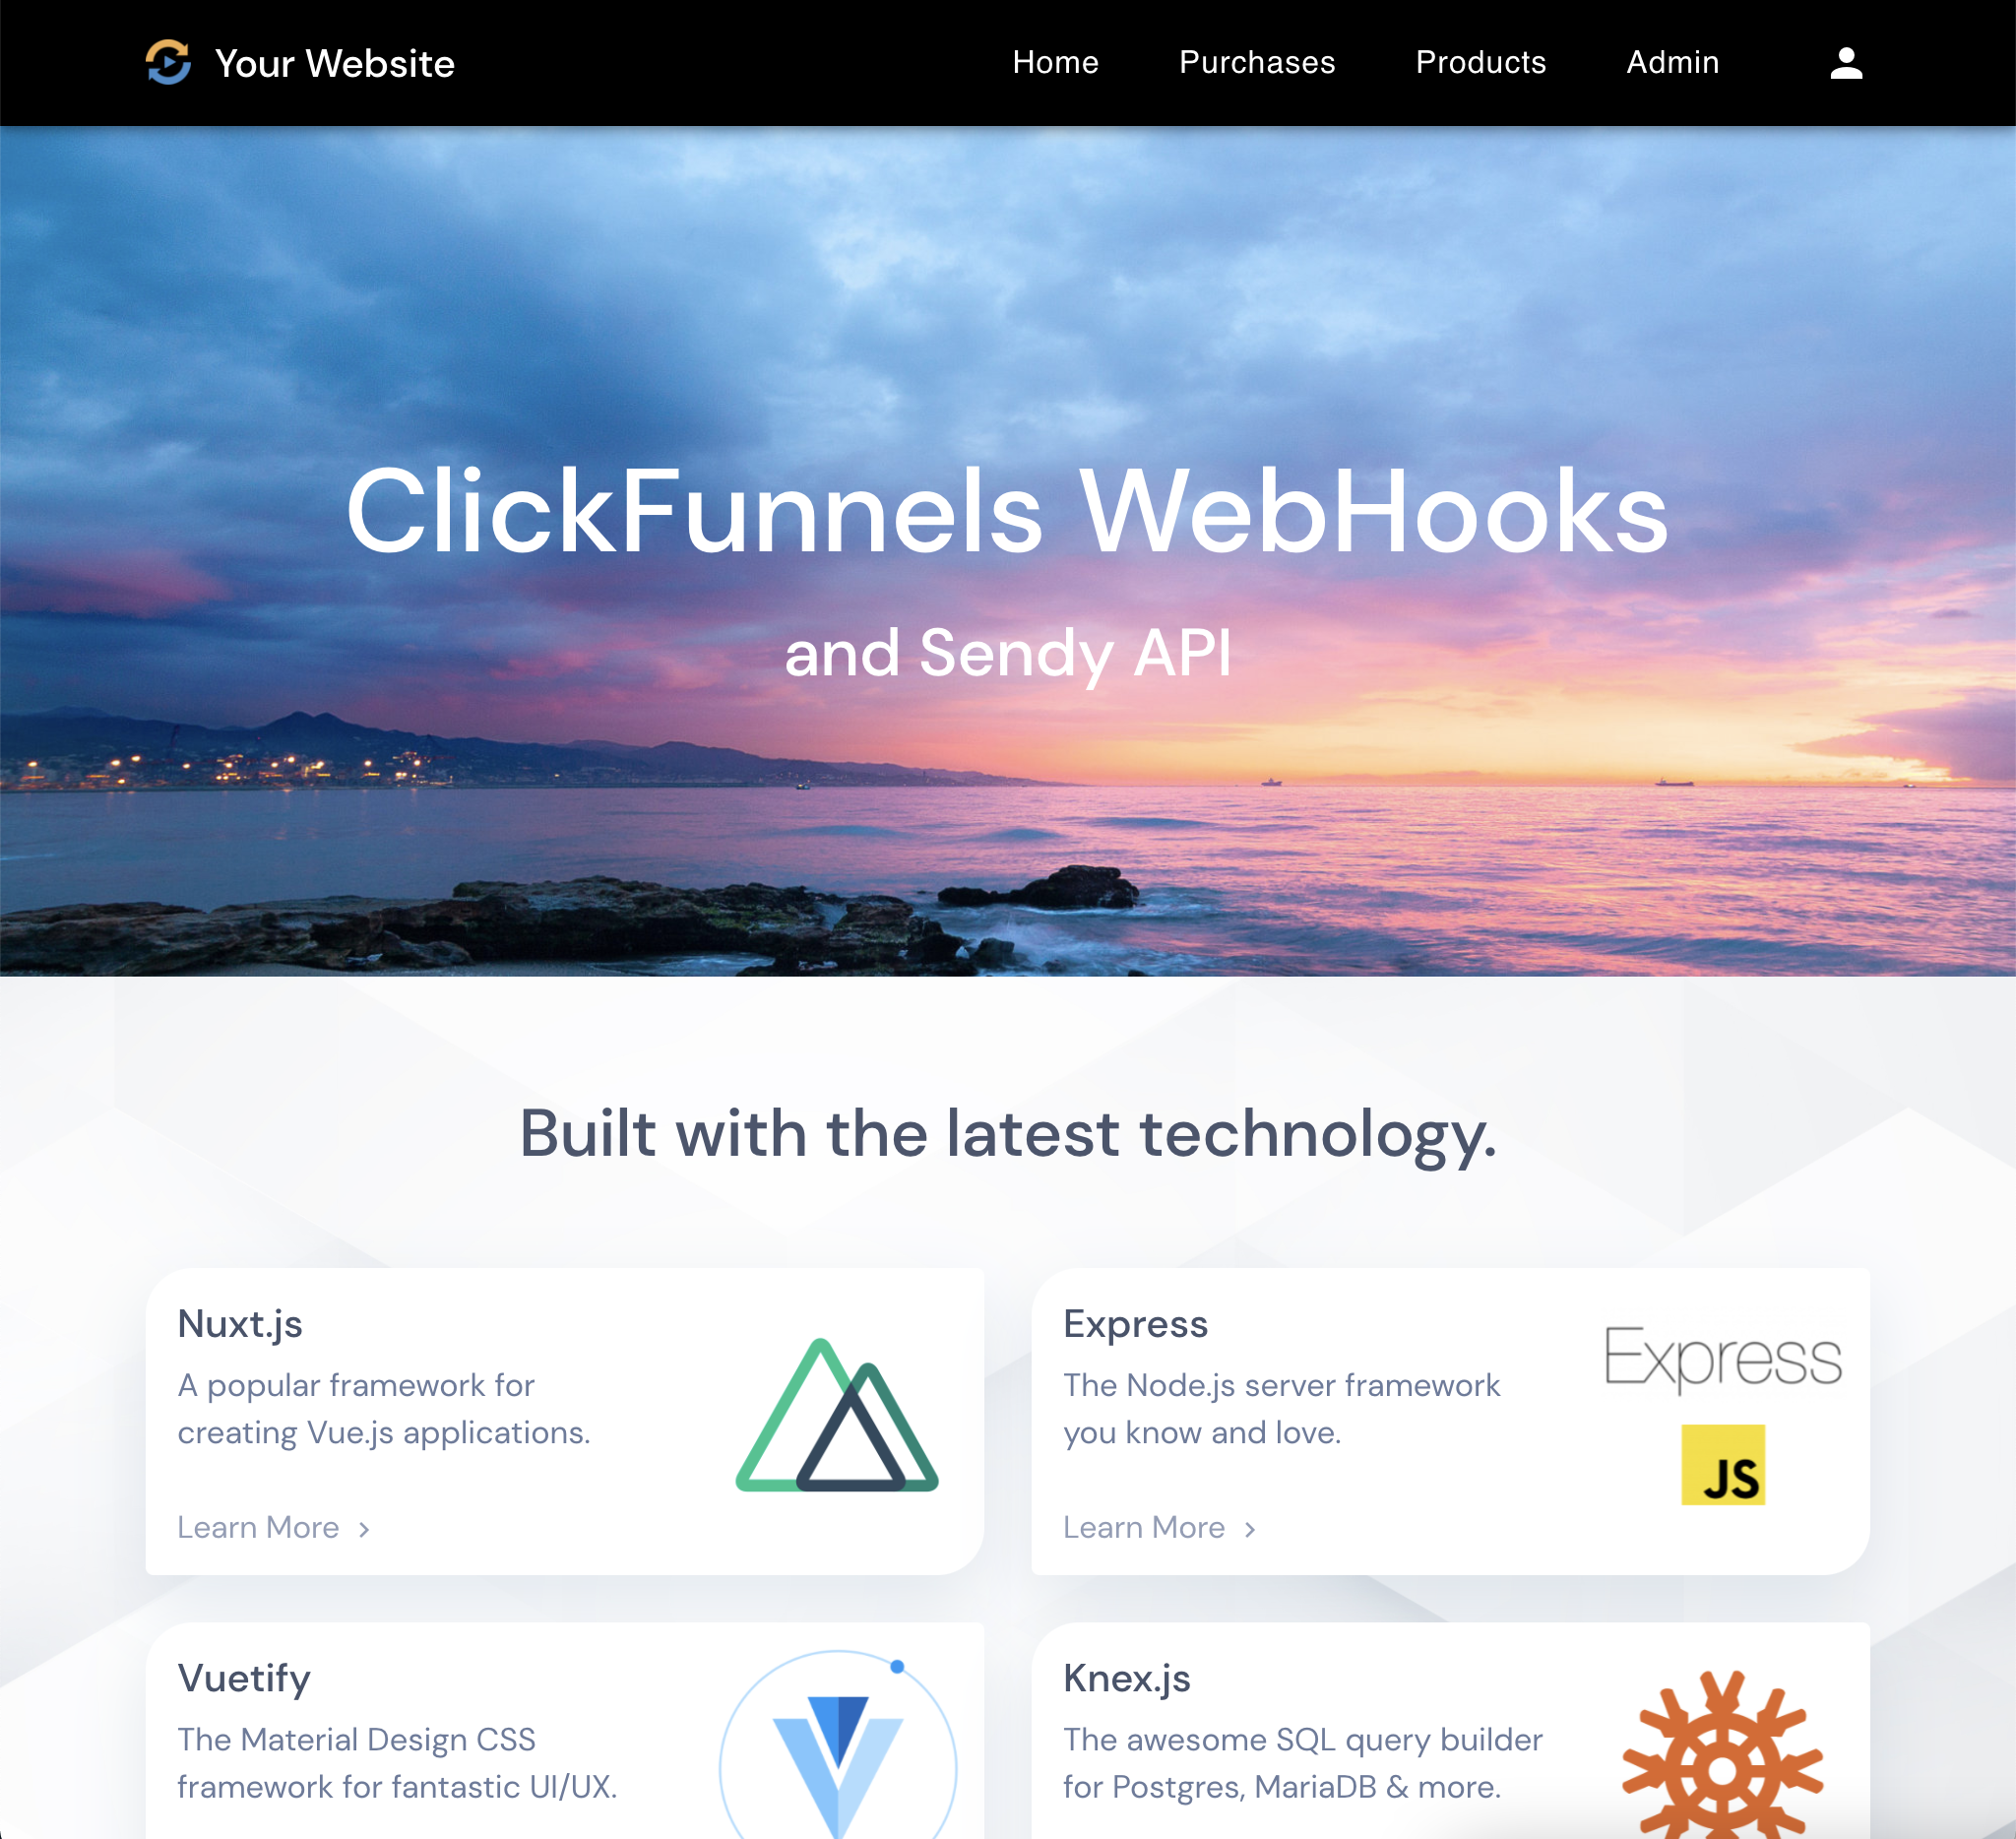 Your Website
Home
Purchases
Products
Admin
ClickFunnels WebHooks
and Sendy API
Built with the latest technology.
Nuxt.js
A popular framework for
creating Vue.js applications.
Learn More
Express
The Node.js server framework
you know and love.
Learn More
Express
JS
Vuetify
The Material Design CSS
framework for fantastic UI/UX.
Knex.js
The awesome SQL query builder
for Postgres, MariaDB & more.